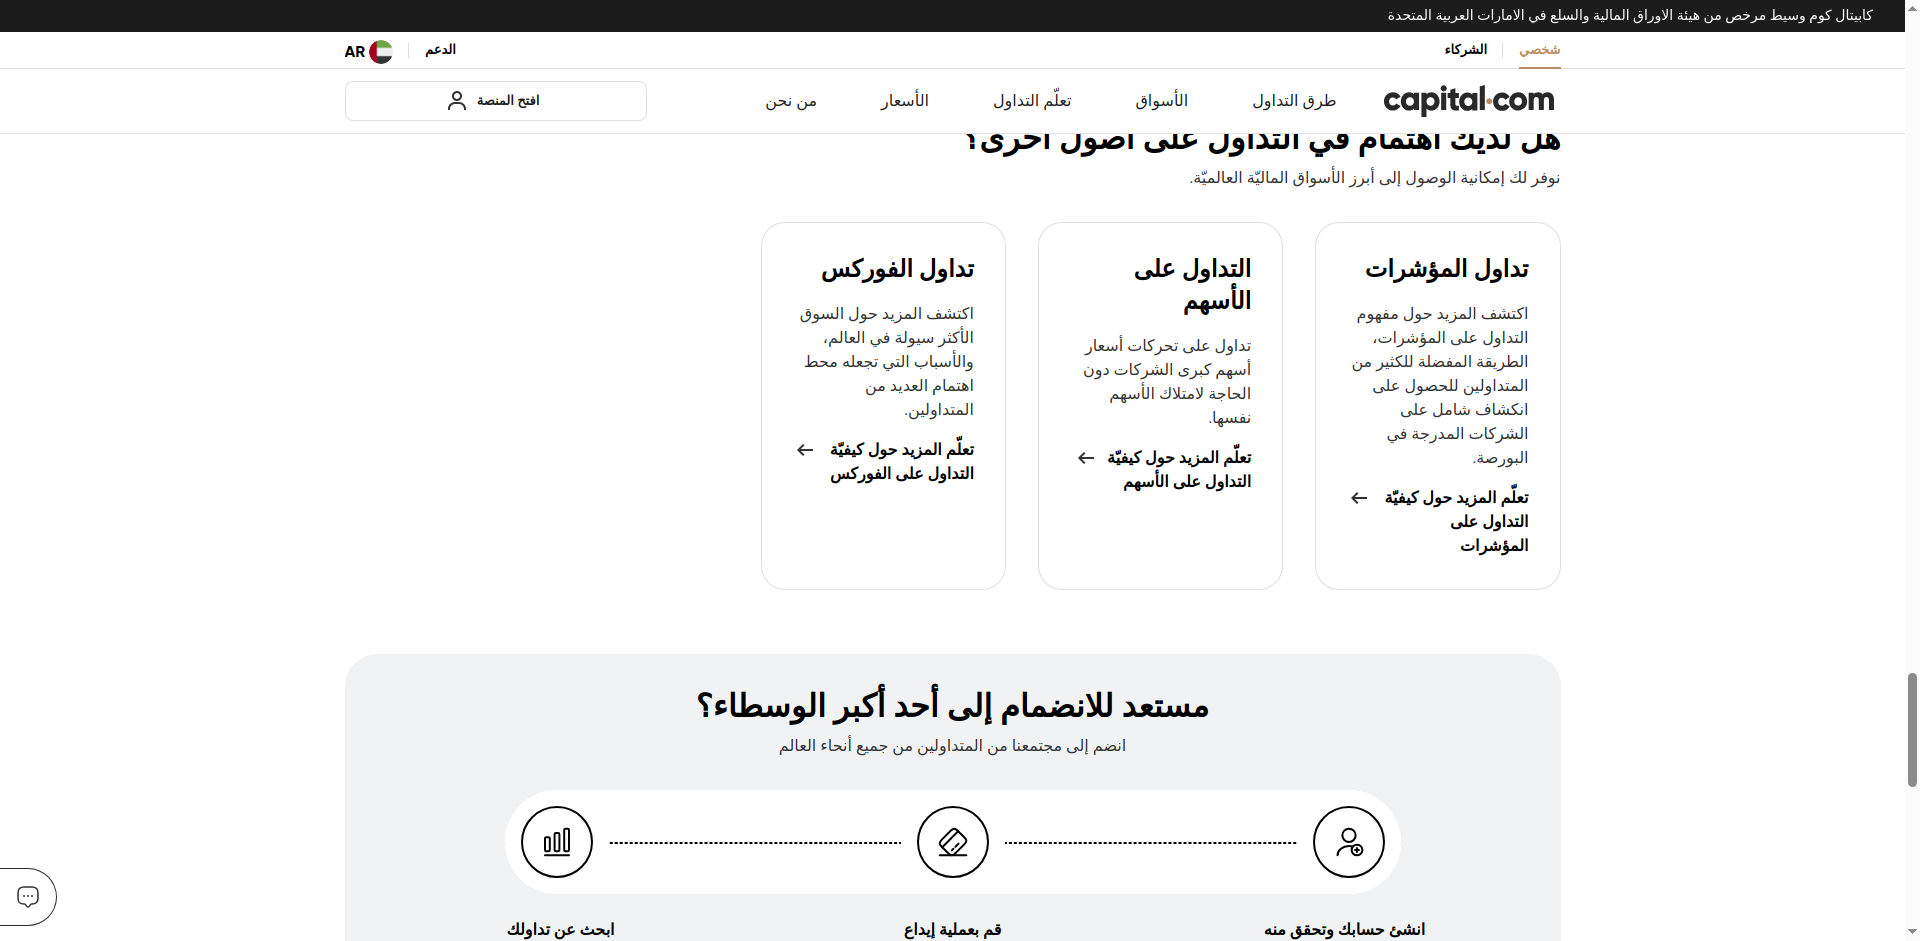 كابيتال كوم وسيط مرخص من هيئة الاوراق المالية والسلع في الامارات العربية المتحدة
شخصي
الشركاء
الدعم
AR
capital.com
طرق التداول
الأسواق
تعلّم التداول
الأسعار
من نحن
افتح المنصة
هل لديك اهتمام في التداول على أصول أخرى؟
نوفر لك إمكانية الوصول إلى أبرز الأسواق الماليّة العالميّة.
تداول المؤشرات
اكتشف المزيد حول مفهوم
التداول على المؤشرات،
الطريقة المفضلة للكثير من
المتداولين للحصول على
انكشاف شامل على
الشركات المدرجة في
البورصة.
تعلّم المزيد حول كيفيّة
التداول على
المؤشرات
التداول على
الأسهم
تداول على تحركات أسعار
أسهم كبرى الشركات دون
الحاجة لامتلاك الأسهم
نفسها.
تعلّم المزيد حول كيفيّة
التداول على الأسهم
تداول الفوركس
اكتشف المزيد حول السوق
الأكثر سيولة في العالم،
والأسباب التي تجعله محط
اهتمام العديد من
المتداولين.
تعلّم المزيد حول كيفيّة
التداول على الفوركس
مستعد للانضمام إلى أحد أكبر الوسطاء؟
انضم إلى مجتمعنا من المتداولين من جميع أنحاء العالم
انشئ حسابك وتحقق منه
قم بعملية إيداع
ابحث عن تداولك